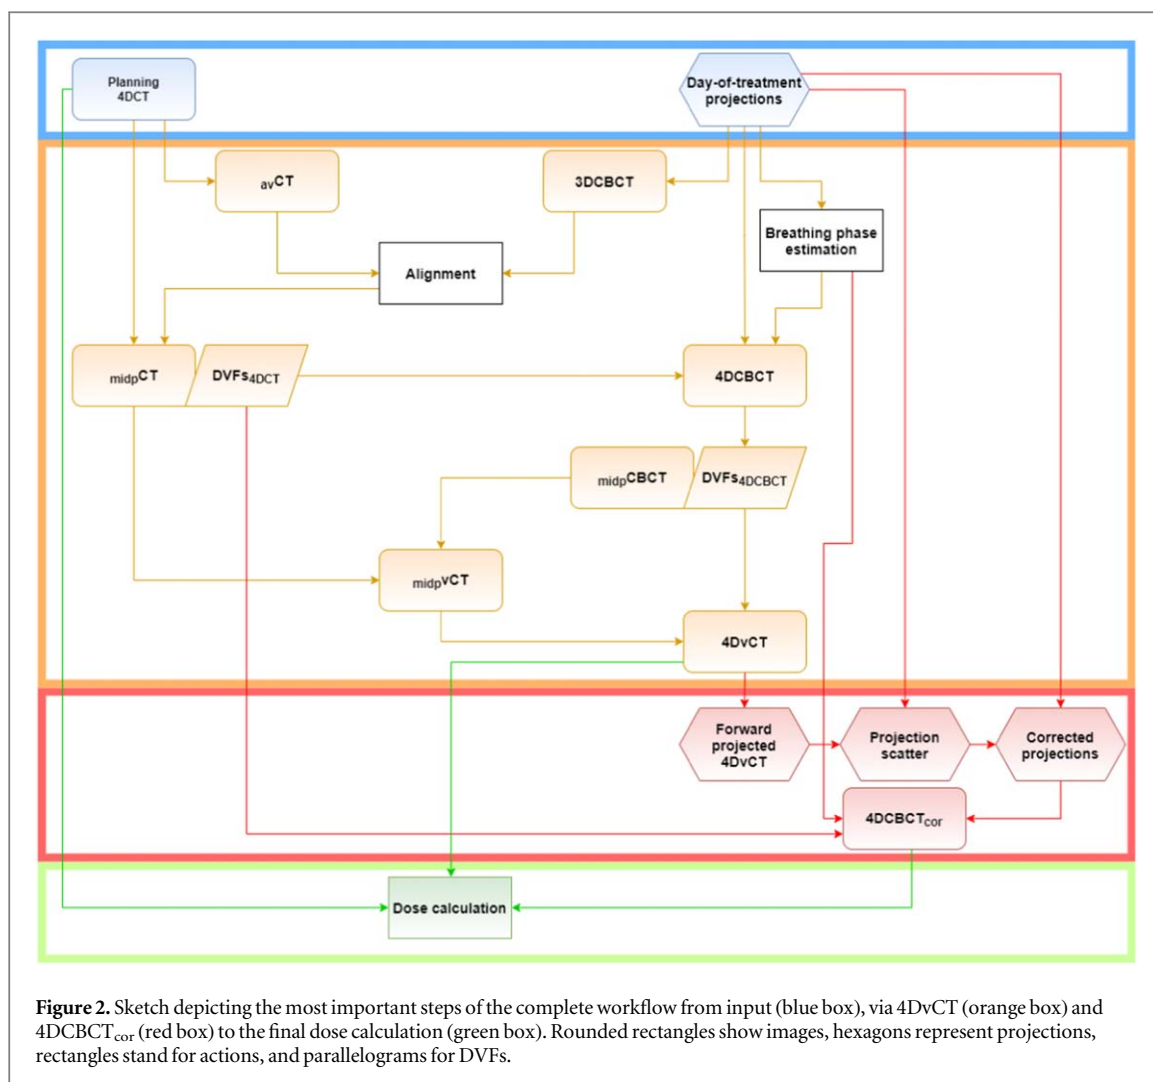 Planning
4DCT
Day-of-treatment
projections
avCT
3DCBCT
Breathing phase
estimation
Alignment
midpCT
DVFs4DCT
4DCBCT
midpCBCT
DVFs4DCBCT
midpvCT
4DvCT
Forward
projected
4DvCT
Projection
scatter
Corrected
projections
4DCBCTcor
Dose calculation
Figure 2. Sketch depicting the most important steps of the complete workflow from input (blue box), via 4DvCT (orange box) and
4DCBCTcor (red box) to the final dose calculation (green box). Rounded rectangles show images, hexagons represent projections,
rectangles stand for actions, and parallelograms for DVFs.